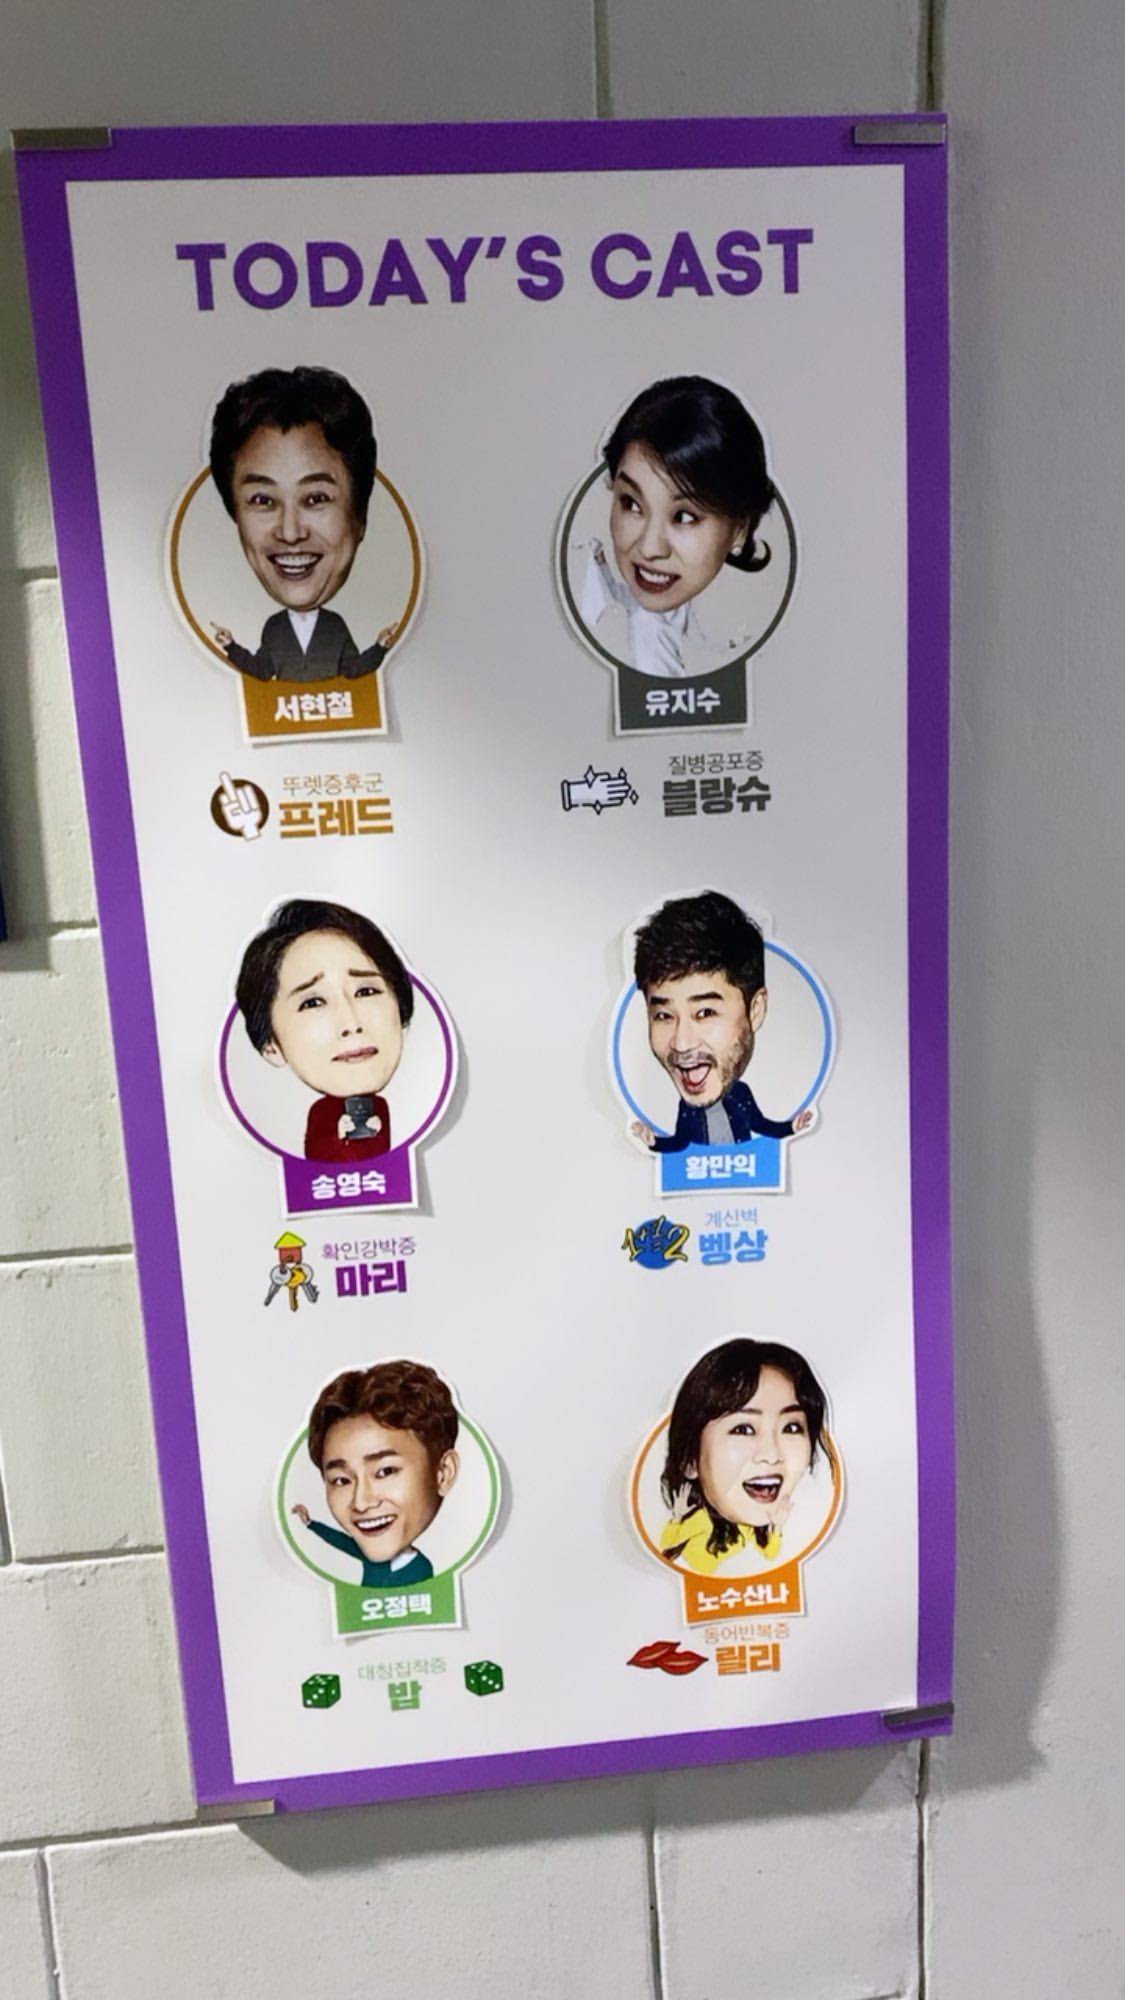 TODAY'S CAST
서현철
유지수
뚜렛증후군
프레드
질병공포증
블랑슈
송영숙
황만익
확인강박증
마리
계산벽
벵상
오정택
노수산나
대칭집착증
밥
동어반복증
릴리